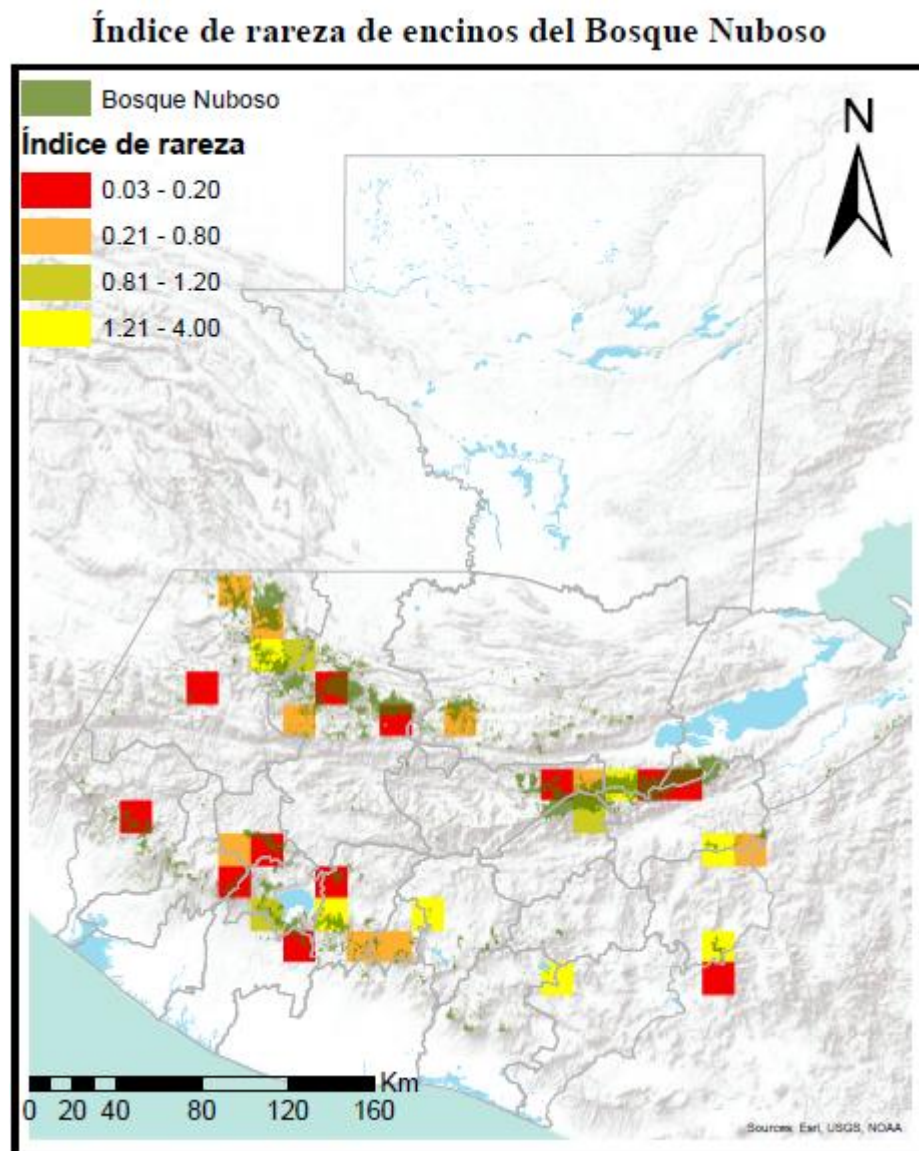 Índice de rareza de encinos del Bosque Nuboso
Bosque Nuboso
Índice de rareza
0.03 - 0.20
0.21 - 0.80
0.81 - 1.20
1.21 - 4.00
N
Km
0 20 40 80 120 160
Sources: Esri, USGS, NOAA